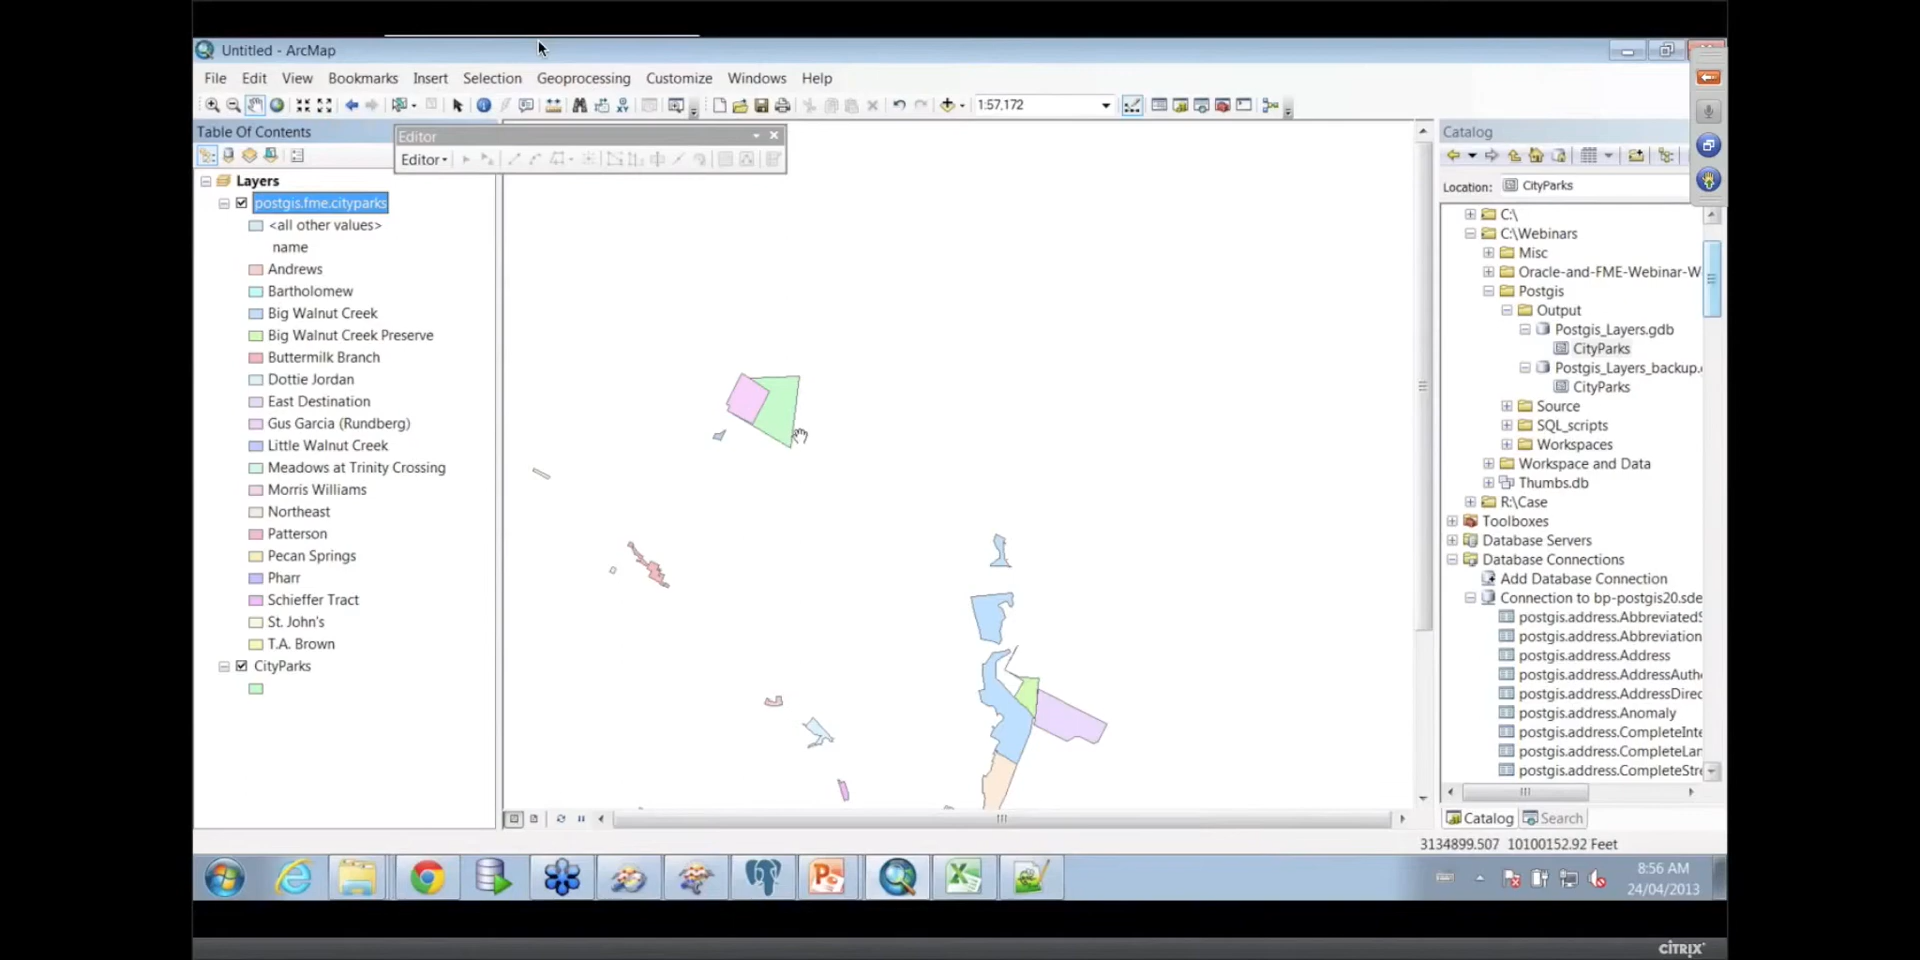 Untitled - ArcMap
File Edit View Bookmarks Insert Selection Geoprocessing Customize Windows Help
1:57,172
Table Of Contents
Editor
Editor
Layers
postgis.fme.cityparks
<all other values>
name
Andrews
Bartholomew
Big Walnut Creek
Big Walnut Creek Preserve
Buttermilk Branch
Dottie Jordan
East Destination
Gus Garcia (Rundberg)
Little Walnut Creek
Meadows at Trinity Crossing
Morris Williams
Northeast
Patterson
Pecan Springs
Pharr
Schieffer Tract
St. John's
T.A. Brown
CityParks
Catalog
Location: CityParks
C:\
C:\Webinars
Misc
Oracle-and-FME-Webinar-W
Postgis
Output
Postgis_Layers.gdb
CityParks
Postgis_Layers_backup.
CityParks
Source
SQL_scripts
Workspaces
Workspace and Data
Thumbs.db
R:\Case
Toolboxes
Database Servers
Database Connections
Add Database Connection
Connection to bp-postgis20.sde
postgis.address.Abbreviated
postgis.address.Abbreviation
postgis.address.Address
postgis.address.AddressAuth
postgis.address.AddressDirec
postgis.address.Anomaly
postgis.address.CompleteInte
postgis.address.CompleteLan
postgis.address.CompleteStre
Catalog Search
3134899.507 10100152.92 Feet
8:56 AM
24/04/2013
CITRIX